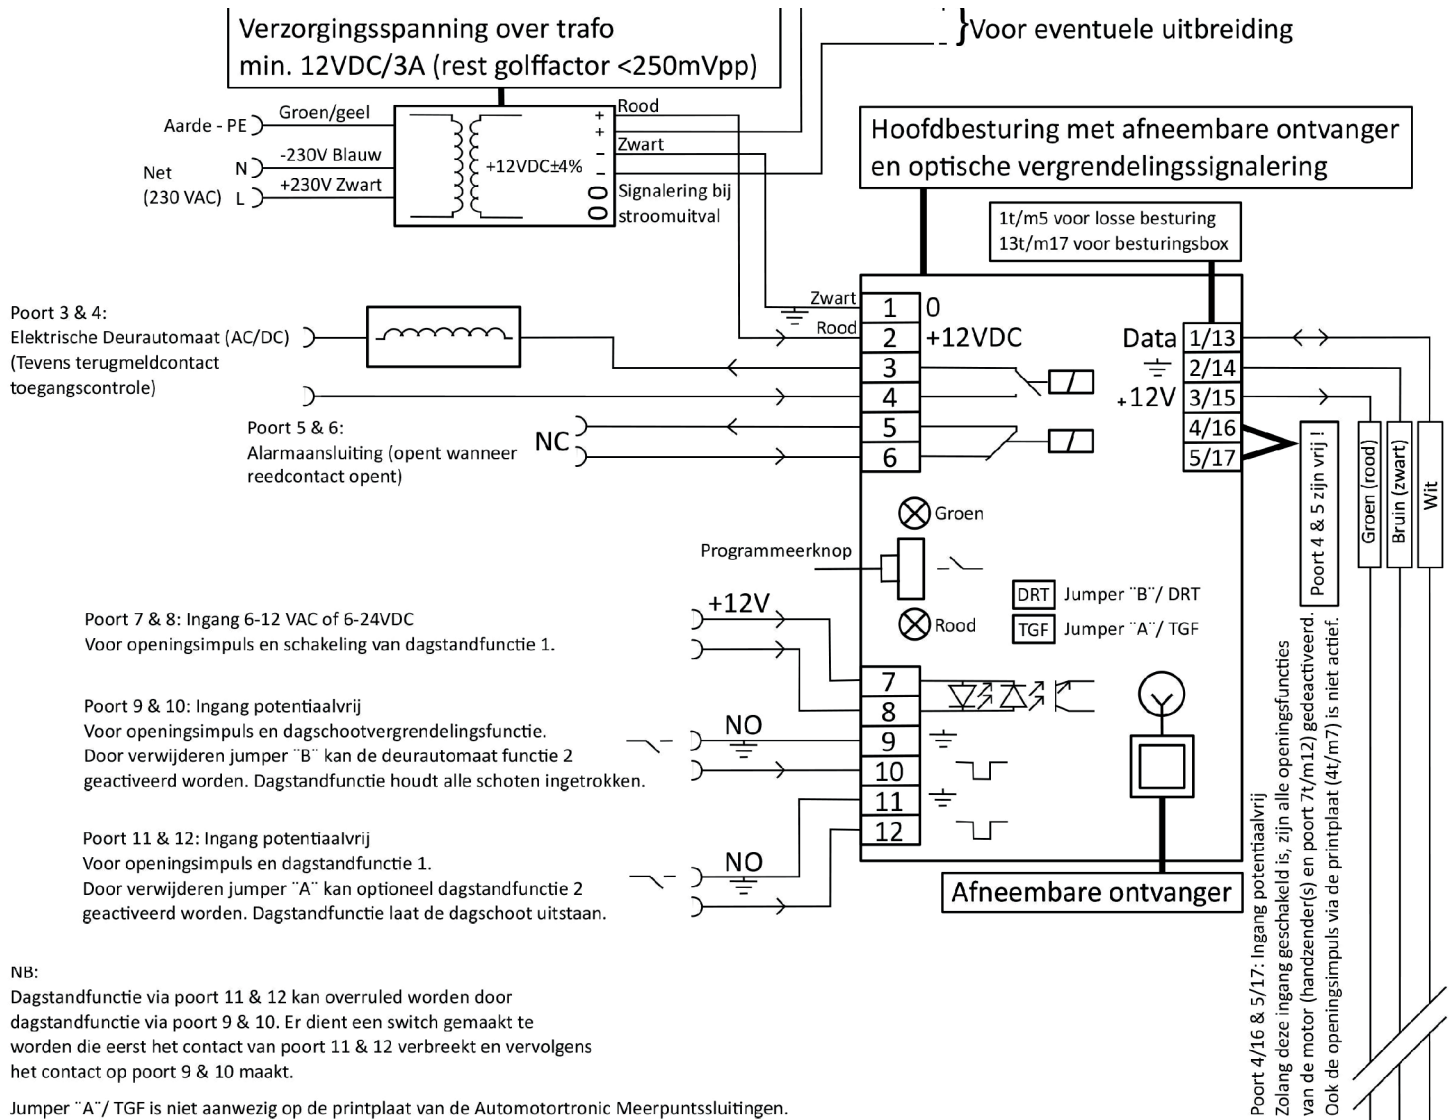 Verzorgingsspanning over trafo
min. 12VDC/3A (rest golffactor <250mVpp)
}Voor eventuele uitbreiding
Aarde - PE
Groen/geel
Net
(230 VAC)
N
-230V Blauw
L
+230V Zwart
+12VDC±4%
+
+
−
−
Rood
Zwart
Signalering bij
stroomuitval
Hoofdbesturing met afneembare ontvanger
en optische vergrendelingssignalering
1t/m5 voor losse besturing
13t/m17 voor besturingsbox
Poort 3 & 4:
Elektrische Deurautomaat (AC/DC)
(Tevens terugmeldcontact
toegangscontrole)
Zwart
Rood
1 0
2 +12VDC
3
4
5
6
Data 1/13
2/14
+12V 3/15
4/16
5/17
Poort 5 & 6:
Alarmaansluiting (opent wanneer
reedcontact opent)
NC
Poort 4 & 5 zijn vrij !
Groen (rood)
Bruin (zwart)
Wit
Groen
Programmeerknop
Rood
DRT Jumper ¨B¨/ DRT
TGF Jumper ¨A¨/ TGF
Poort 7 & 8: Ingang 6-12 VAC of 6-24VDC
Voor openingsimpuls en schakeling van dagstandfunctie 1.
+12V
7
8
9
10
11
12
Poort 9 & 10: Ingang potentiaalvrij
Voor openingsimpuls en dagschootvergrendelingsfunctie.
Door verwijderen jumper ¨B¨ kan de deurautomaat functie 2
geactiveerd worden. Dagstandfunctie houdt alle schoten ingetrokken.
NO
Poort 11 & 12: Ingang potentiaalvrij
Voor openingsimpuls en dagstandfunctie 1.
Door verwijderen jumper ¨A¨ kan optioneel dagstandfunctie 2
geactiveerd worden. Dagstandfunctie laat de dagschoot uitstaan.
NO
Afneembare ontvanger
Poort 4/16 & 5/17: Ingang potentiaalvrij
Zolang deze ingang geschakeld is, zijn alle openingsfuncties
van de motor (handzender(s) en poort 7t/m12) gedeactiveerd.
Ook de openingsimpuls via de printplaat (4t/m7) is niet actief.
NB:
Dagstandfunctie via poort 11 & 12 kan overruled worden door
dagstandfunctie via poort 9 & 10. Er dient een switch gemaakt te
worden die eerst het contact van poort 11 & 12 verbreekt en vervolgens
het contact op poort 9 & 10 maakt.
Jumper ¨A¨/ TGF is niet aanwezig op de printplaat van de Automotortronic Meerpuntssluitingen.